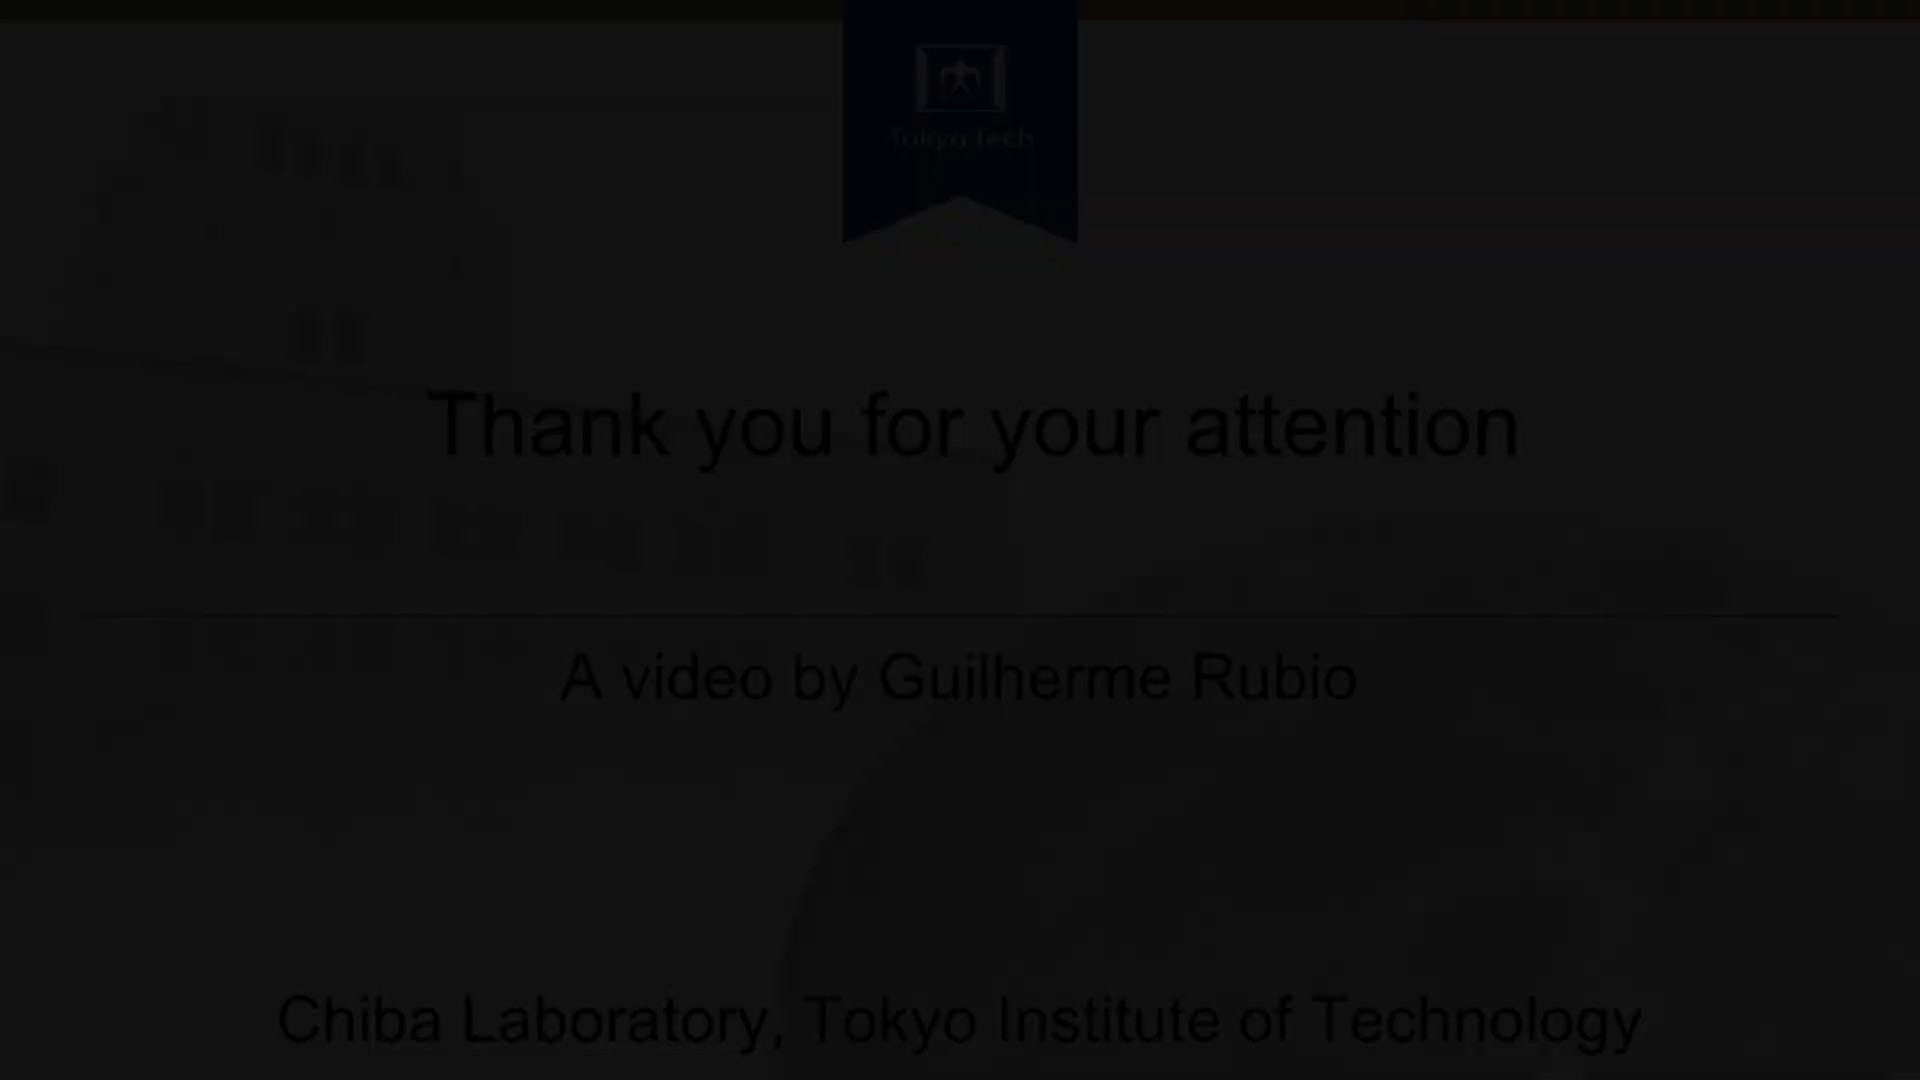 Tokyo Tech
Thank you for your attention
A video by Guilherme Rubio
Chiba Laboratory, Tokyo Institute of Technology